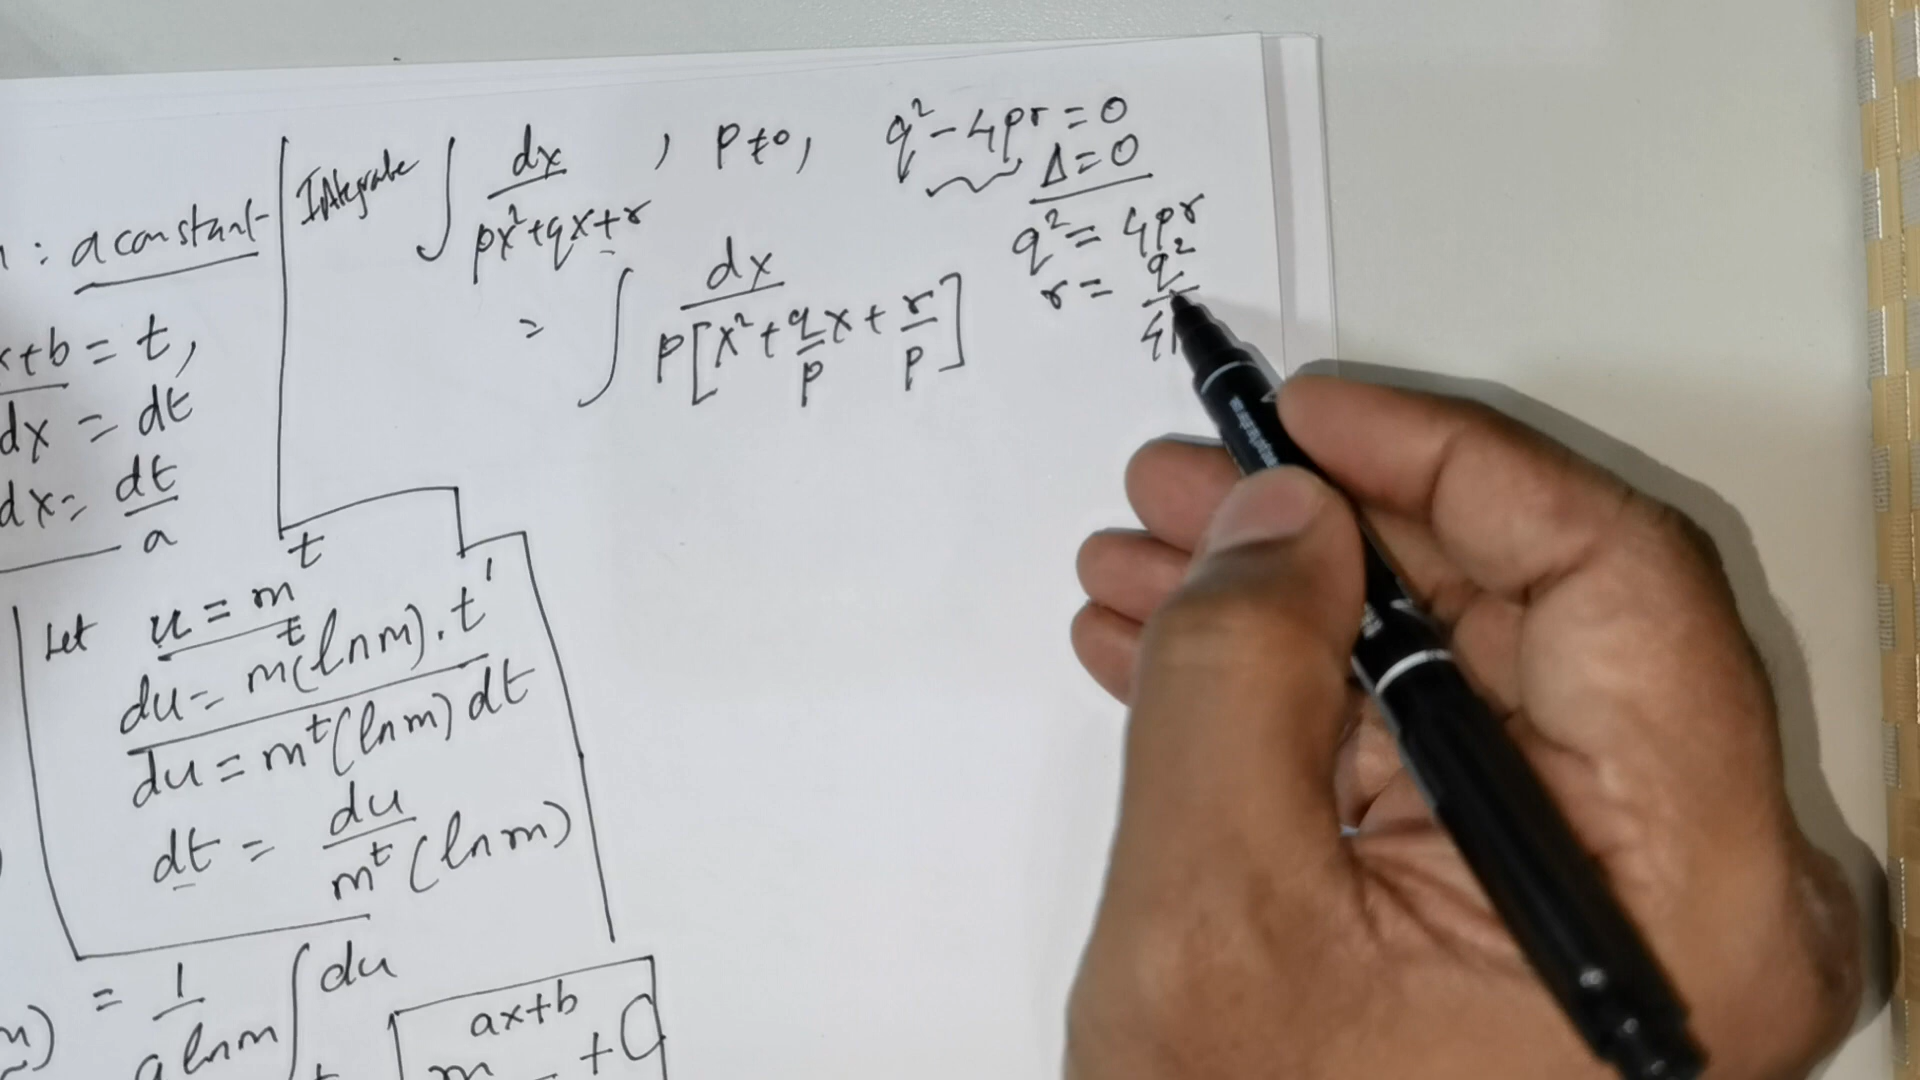 Integrate ∫ dx/(px²+qx+r) , p≠0, q²-4pr=0
Δ=0
q²=4pr
= ∫ dx/(p[x²+q/p x+r/p])
r= q²/4p
: a constant
x+b=t,
dx=dt
dx=dt/a
Let u=m^t
du=m^t(ln m).t'
du=m^t(ln m)dt
dt=du/(m^t(ln m))
= 1/(a ln m) ∫du
ax+b
m +C